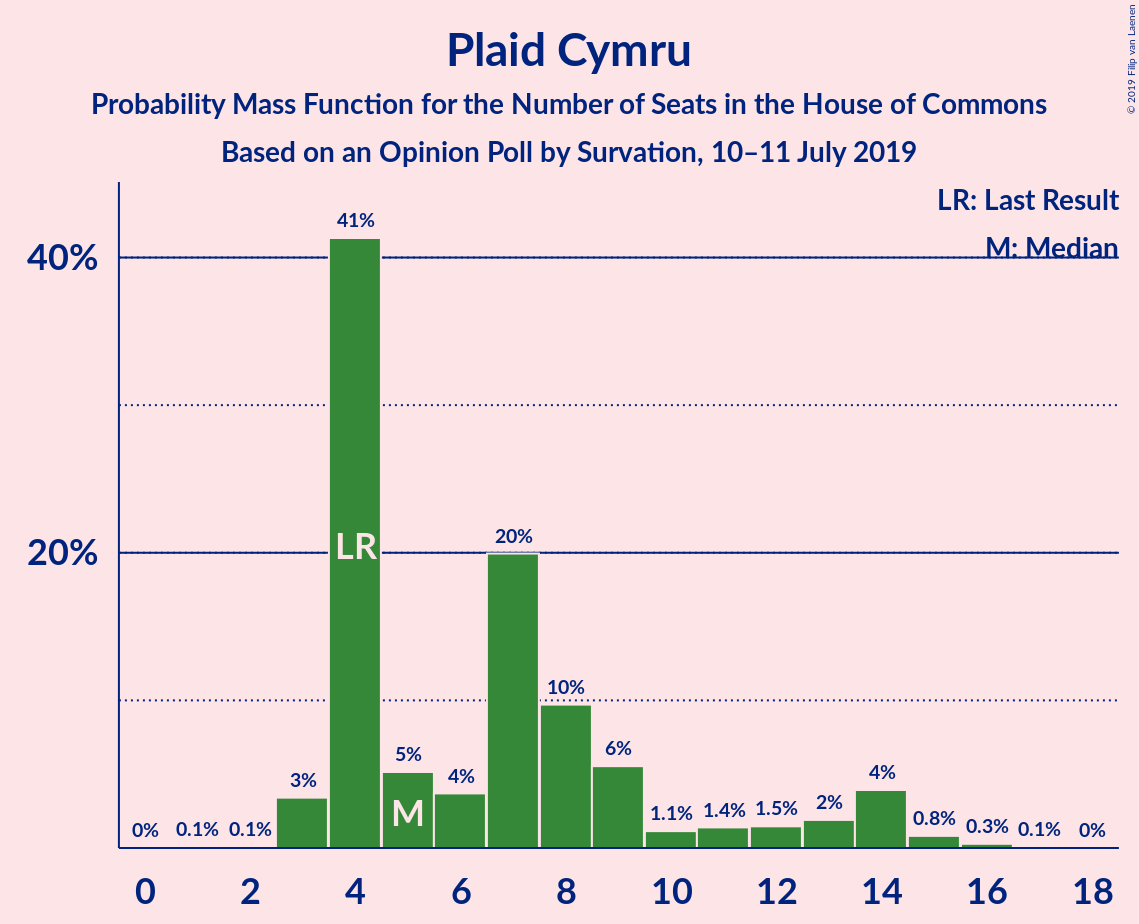 Plaid Cymru
Probability Mass Function for the Number of Seats in the House of Commons
Based on an Opinion Poll by Survation, 10–11 July 2019
© 2019 Filip van Laenen
LR: Last Result
M: Median
40%
20%
0%
0.1%
0.1%
3%
41%
5%
4%
20%
10%
6%
1.1%
1.4%
1.5%
2%
4%
0.8%
0.3%
0.1%
0%
LR
M
0 2 4 6 8 10 12 14 16 18